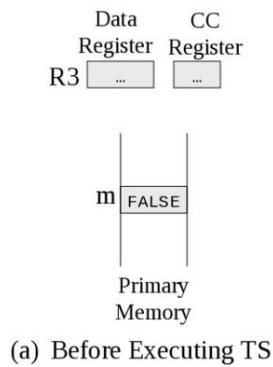 Data CC
Register Register
R3 ... ...
m FALSE
Primary
Memory
(a) Before Executing TS